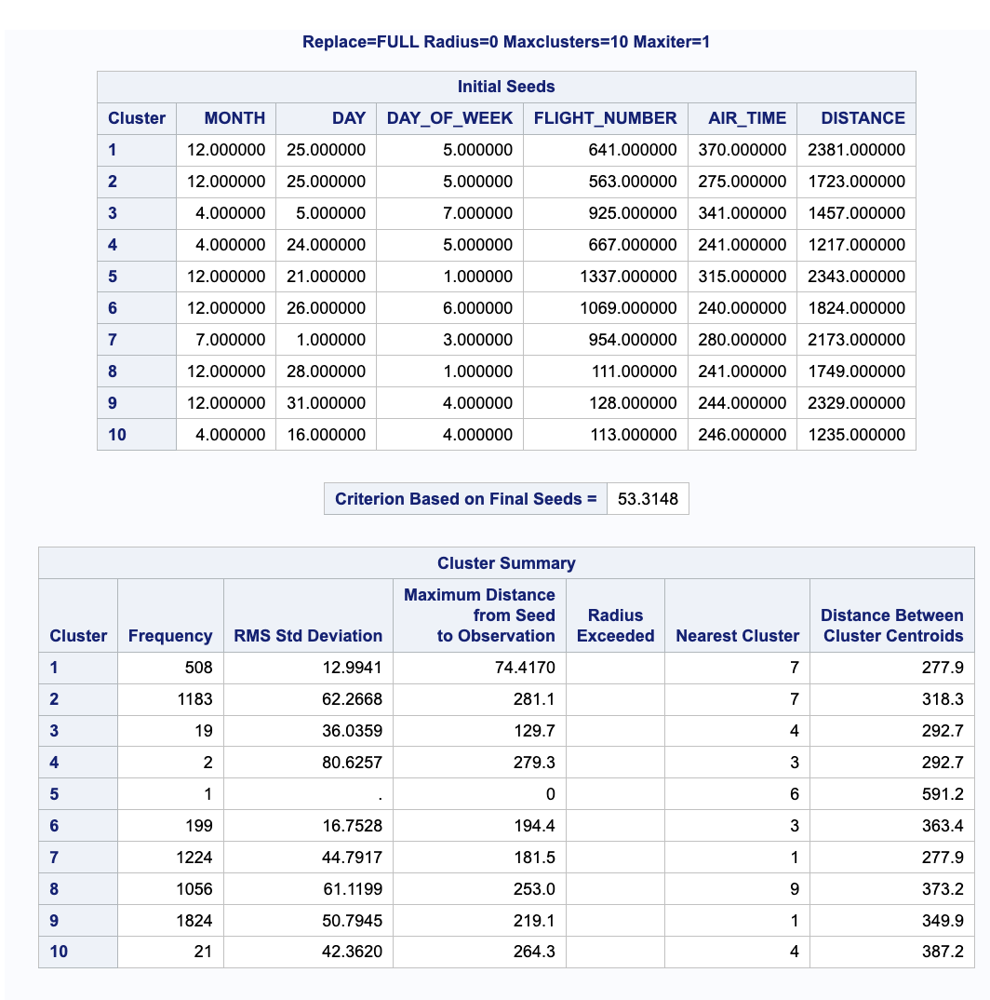 Replace=FULL Radius=0 Maxclusters=10 Maxiter=1
Initial Seeds
Cluster MONTH DAY DAY_OF_WEEK FLIGHT_NUMBER AIR_TIME DISTANCE
1 12.000000 25.000000 5.000000 641.000000 370.000000 2381.000000
2 12.000000 25.000000 5.000000 563.000000 275.000000 1723.000000
3 4.000000 5.000000 7.000000 925.000000 341.000000 1457.000000
4 4.000000 24.000000 5.000000 667.000000 241.000000 1217.000000
5 12.000000 21.000000 1.000000 1337.000000 315.000000 2343.000000
6 12.000000 26.000000 6.000000 1069.000000 240.000000 1824.000000
7 7.000000 1.000000 3.000000 954.000000 280.000000 2173.000000
8 12.000000 28.000000 1.000000 111.000000 241.000000 1749.000000
9 12.000000 31.000000 4.000000 128.000000 244.000000 2329.000000
10 4.000000 16.000000 4.000000 113.000000 246.000000 1235.000000
Criterion Based on Final Seeds = 53.3148
Cluster Summary
Cluster Frequency RMS Std Deviation Maximum Distance
from Seed
to Observation Radius
Exceeded Nearest Cluster Distance Between
Cluster Centroids
1 508 12.9941 74.4170 7 277.9
2 1183 62.2668 281.1 7 318.3
3 19 36.0359 129.7 4 292.7
4 2 80.6257 279.3 3 292.7
5 1 . 0 6 591.2
6 199 16.7528 194.4 3 363.4
7 1224 44.7917 181.5 1 277.9
8 1056 61.1199 253.0 9 373.2
9 1824 50.7945 219.1 1 349.9
10 21 42.3620 264.3 4 387.2